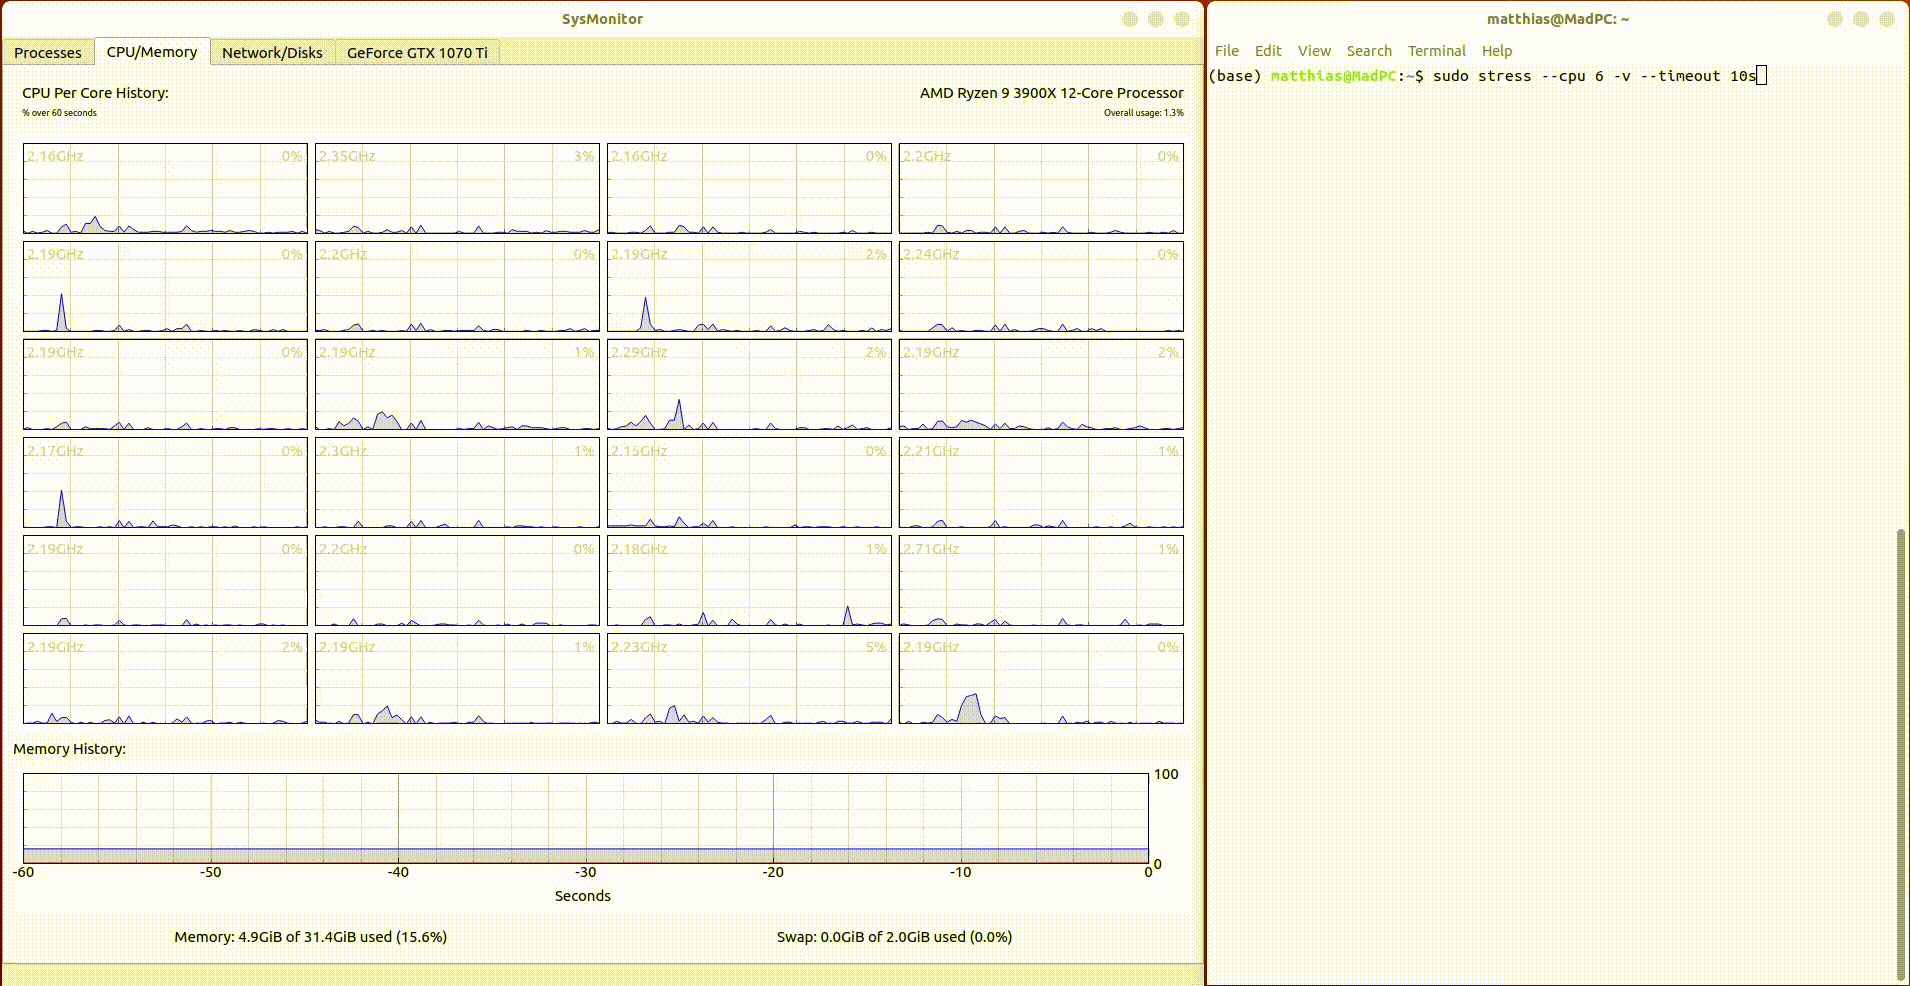 SysMonitor
Processes CPU/Memory Network/Disks GeForce GTX 1070 Ti
CPU Per Core History: AMD Ryzen 9 3900X 12-Core Processor
% over 60 seconds Overall usage: 1.3%
2.16GHz 0% 2.35GHz 3% 2.16GHz 0% 2.2GHz 0%
2.19GHz 0% 2.2GHz 0% 2.19GHz 2% 2.24GHz 0%
2.19GHz 0% 2.19GHz 1% 2.29GHz 2% 2.19GHz 2%
2.17GHz 0% 2.3GHz 1% 2.15GHz 0% 2.21GHz 1%
2.19GHz 0% 2.2GHz 0% 2.18GHz 1% 2.71GHz 1%
2.19GHz 2% 2.19GHz 1% 2.23GHz 5% 2.19GHz 0%
Memory History:
100
0
-60 -50 -40 -30 -20 -10 0
Seconds
Memory: 4.9GiB of 31.4GiB used (15.6%) Swap: 0.0GiB of 2.0GiB used (0.0%)
matthias@MadPC: ~
File Edit View Search Terminal Help
(base) matthias@MadPC:~$ sudo stress --cpu 6 -v --timeout 10s